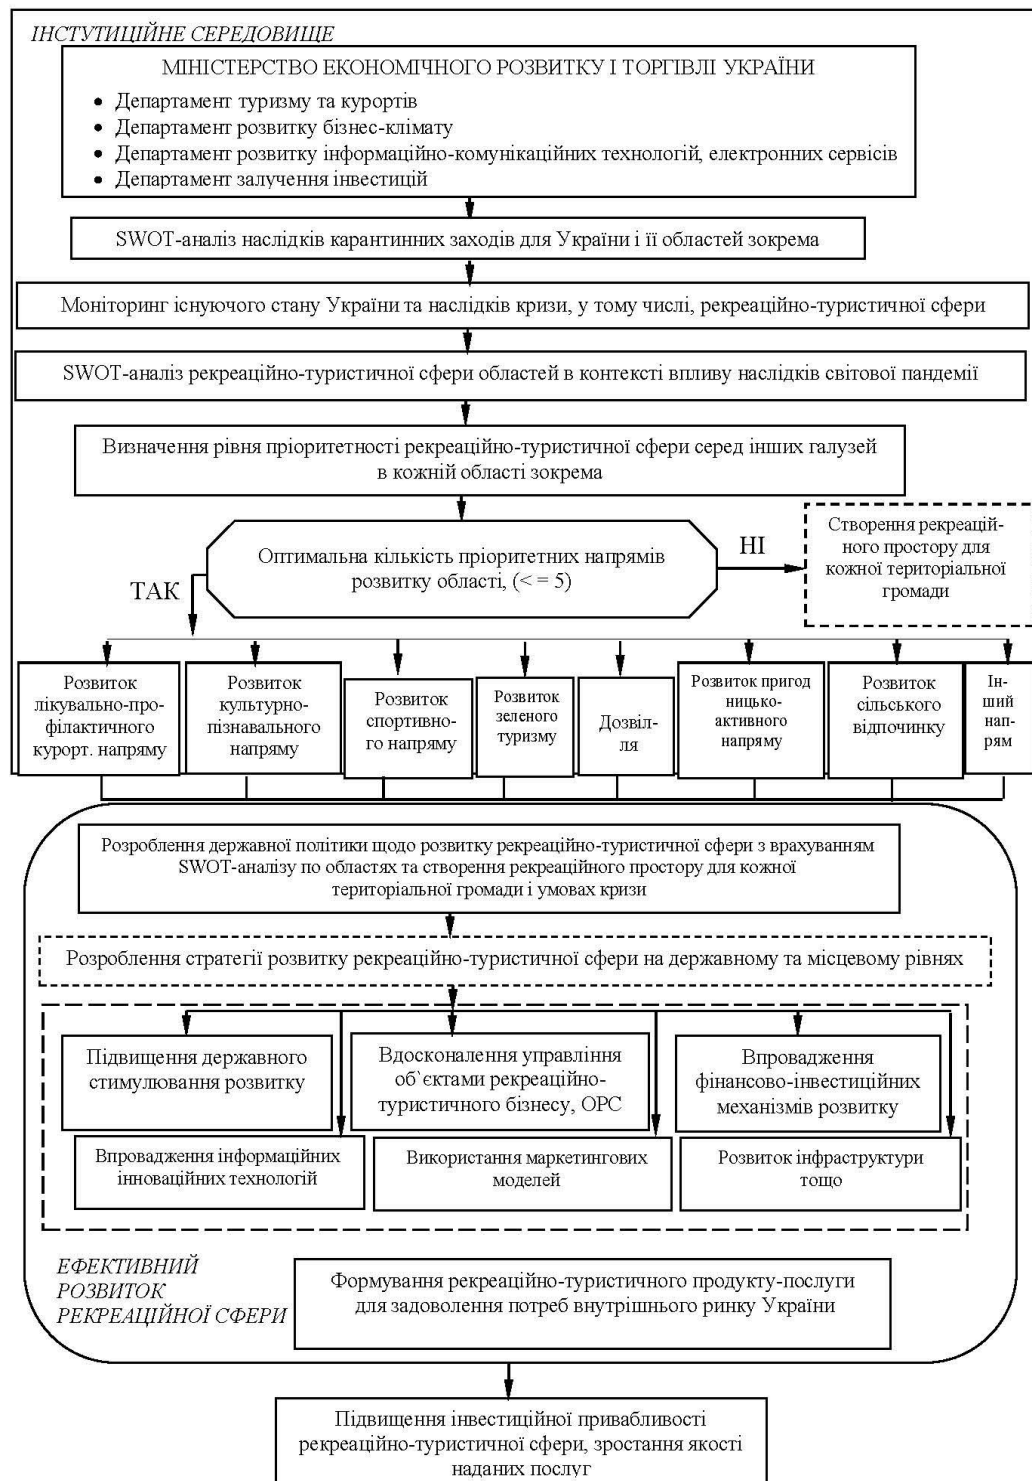 ІНСТУТИЦІЙНЕ СЕРЕДОВИЩЕ
МІНІСТЕРСТВО ЕКОНОМІЧНОГО РОЗВИТКУ І ТОРГІВЛІ УКРАЇНИ
• Департамент туризму та курортів
• Департамент розвитку бізнес-клімату
• Департамент розвитку інформаційно-комунікаційних технологій, електронних сервісів
• Департамент залучення інвестицій
SWOT-аналіз наслідків карантинних заходів для України і її областей зокрема
Моніторинг існуючого стану України та наслідків кризи, у тому числі, рекреаційно-туристичної сфери
SWOT-аналіз рекреаційно-туристичної сфери областей в контексті впливу наслідків світової пандемії
Визначення рівня пріоритетності рекреаційно-туристичної сфери серед інших галузей
в кожній області зокрема
Оптимальна кількість пріоритетних напрямів
розвитку області, (< = 5)
НІ
Створення рекреацій-
ного простору для
кожної територіальної
громади
ТАК
Розвиток
лікувально-про-
філактичного
курорт. напряму
Розвиток
культурно-
пізнавального
напряму
Розвиток
спортивно-
го напряму
Розвиток
зеленого
туризму
Дозвіл-
ля
Розвиток пригод
ницько-активного
напряму
Розвиток
сільського
відпочинку
Ін-
ший
нап-
рям
Розроблення державної політики щодо розвитку рекреаційно-туристичної сфери з врахуванням
SWOT-аналізу по областях та створення рекреаційного простору для кожної
територіальної громади і умовах кризи
Розроблення стратегії розвитку рекреаційно-туристичної сфери на державному та місцевому рівнях
Підвищення державного
стимулювання розвитку
Вдосконалення управління
об`єктами рекреаційно-
туристичного бізнесу, ОРС
Впровадження
фінансово-інвестиційних
механізмів розвитку
Впровадження інформаційних
інноваційних технологій
Використання маркетингових
моделей
Розвиток інфраструктури
тощо
ЕФЕКТИВНИЙ
РОЗВИТОК
РЕКРЕАЦІЙНОЇ СФЕРИ
Формування рекреаційно-туристичного продукту-послуги
для задоволення потреб внутрішнього ринку України
Підвищення інвестиційної привабливості
рекреаційно-туристичної сфери, зростання якості
наданих послуг